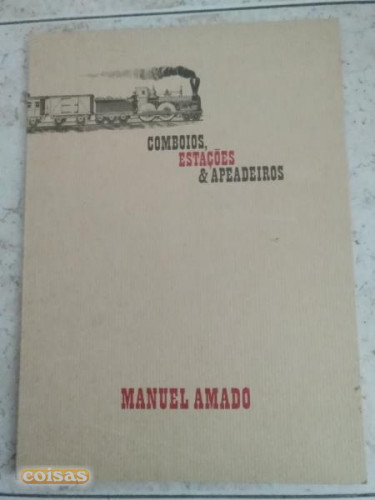 COMBOIOS,
ESTAÇÕES
& APEADEIROS
MANUEL AMADO
coisas